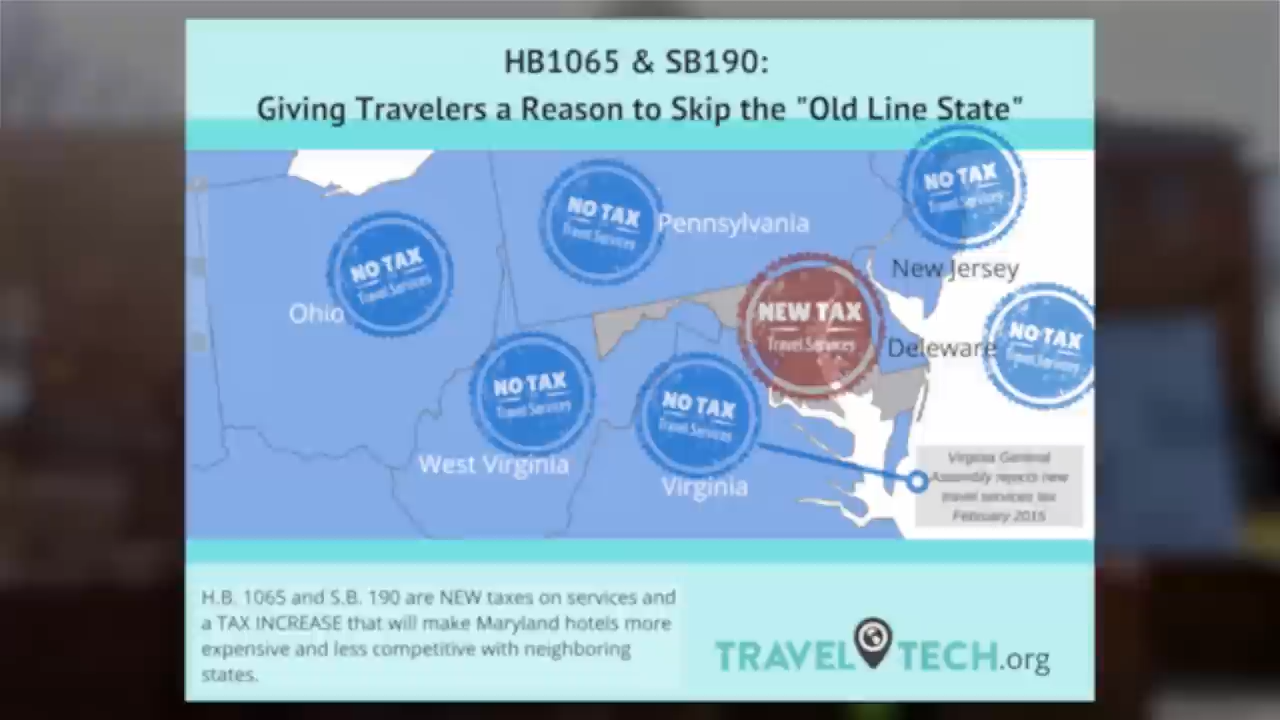 HB1065 & SB190:
Giving Travelers a Reason to Skip the "Old Line State"
NO TAX
Travel Services
NO TAX
Travel Services
Pennsylvania
NO TAX
Travel Services
Ohio
New Jersey
NEW TAX
Travel Services
Deleware
NO TAX
Travel Services
NO TAX
Travel Services
West Virginia
NO TAX
Travel Services
Virginia
Virginia General
Assembly rejects new
travel services tax
February 2015
H.B. 1065 and S.B. 190 are NEW taxes on services and
a TAX INCREASE that will make Maryland hotels more
expensive and less competitive with neighboring
states.
TRAVEL TECH.org